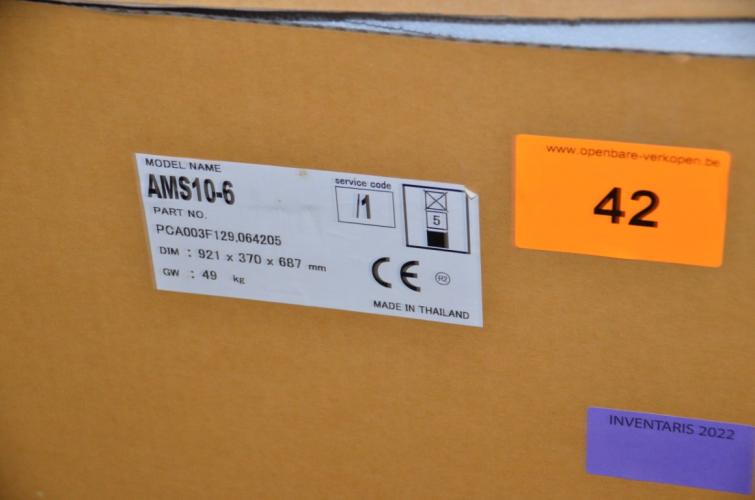 MODEL NAME
AMS10-6
service code
/1
5
PART NO.
PCA003F129,064205
DIM : 921 x 370 x 687 mm
GW : 49 kg
CE
R2
MADE IN THAILAND
www.openbare-verkopen.be
42
INVENTARIS 2022